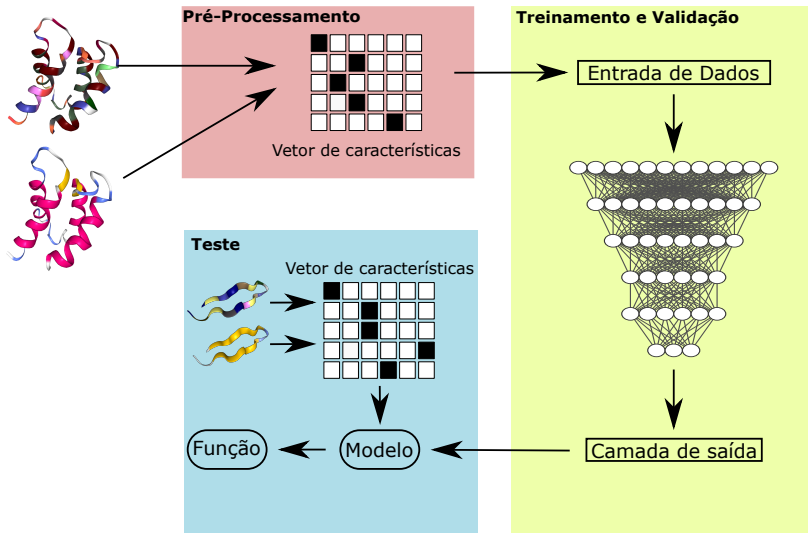 Pré-Processamento
Vetor de características
Treinamento e Validação
Entrada de Dados
Camada de saída
Teste
Vetor de características
Modelo
Função